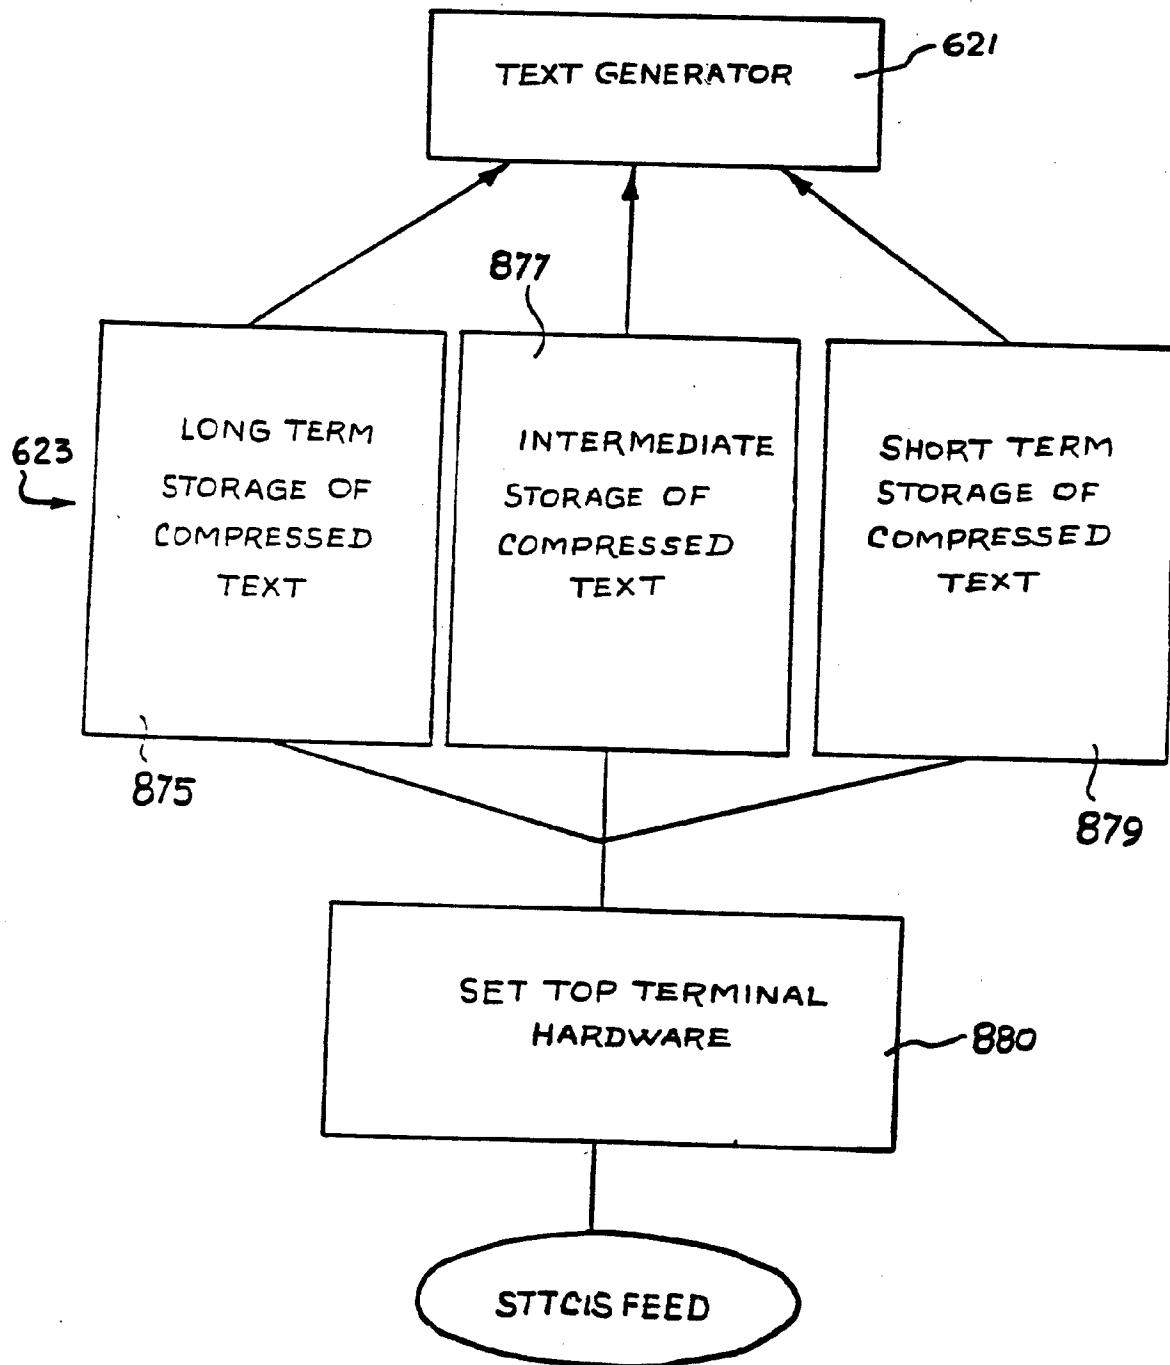 TEXT GENERATOR
621
877
623
LONG TERM
STORAGE OF
COMPRESSED
TEXT
INTERMEDIATE
STORAGE OF
COMPRESSED
TEXT
SHORT TERM
STORAGE OF
COMPRESSED
TEXT
875
879
SET TOP TERMINAL
HARDWARE
880
STTCIS FEED